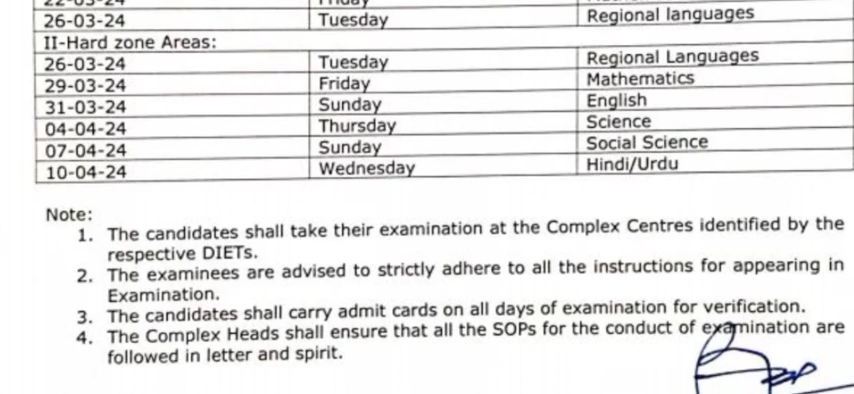 26-03-24 Tuesday Regional languages
II-Hard zone Areas:
26-03-24 Tuesday Regional Languages
29-03-24 Friday Mathematics
31-03-24 Sunday English
04-04-24 Thursday Science
07-04-24 Sunday Social Science
10-04-24 Wednesday Hindi/Urdu
Note:
1. The candidates shall take their examination at the Complex Centres identified by the
respective DIETs.
2. The examinees are advised to strictly adhere to all the instructions for appearing in
Examination.
3. The candidates shall carry admit cards on all days of examination for verification.
4. The Complex Heads shall ensure that all the SOPs for the conduct of examination are
followed in letter and spirit.